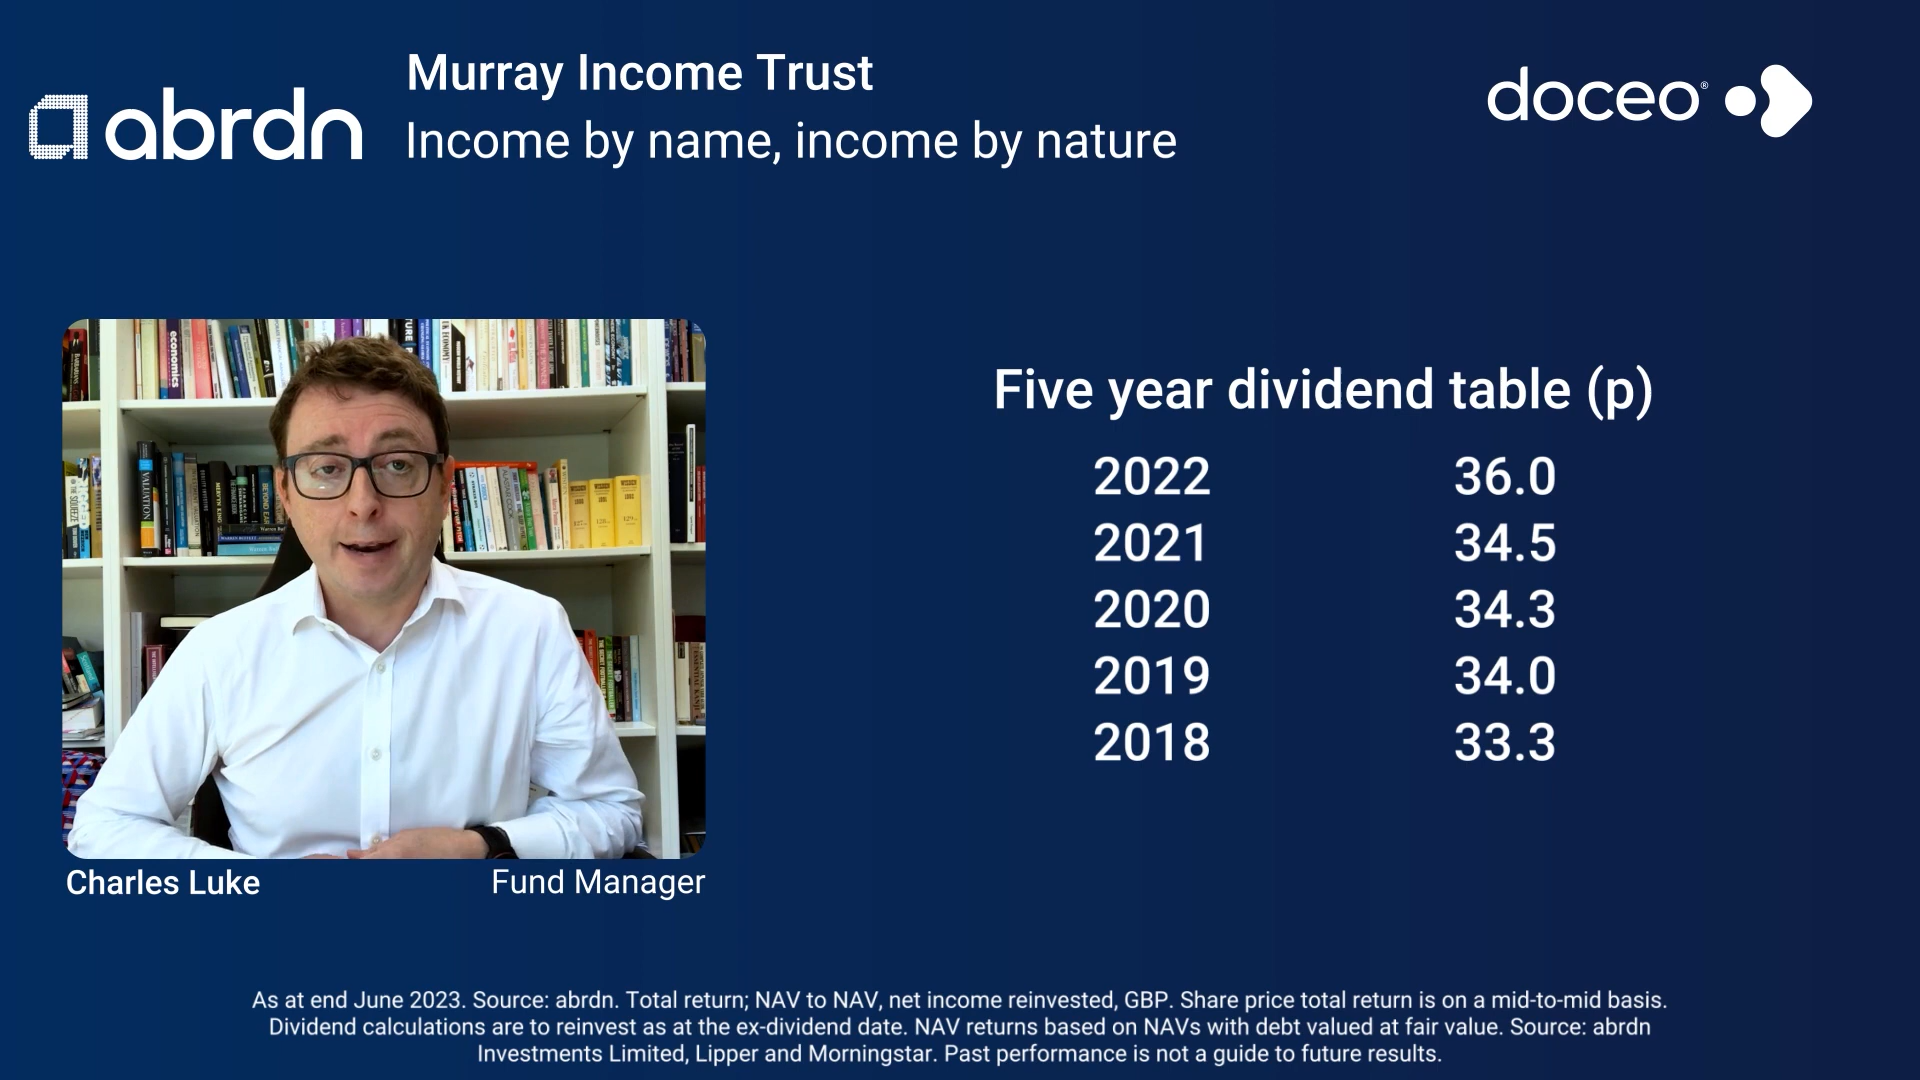 abrdn
Murray Income Trust
Income by name, income by nature
doceo®
economics
VALUATION
Five year dividend table (p)
2022 36.0
2021 34.5
2020 34.3
2019 34.0
2018 33.3
Charles Luke
Fund Manager
As at end June 2023. Source: abrdn. Total return; NAV to NAV, net income reinvested, GBP. Share price total return is on a mid-to-mid basis.
Dividend calculations are to reinvest as at the ex-dividend date. NAV returns based on NAVs with debt valued at fair value. Source: abrdn
Investments Limited, Lipper and Morningstar. Past performance is not a guide to future results.